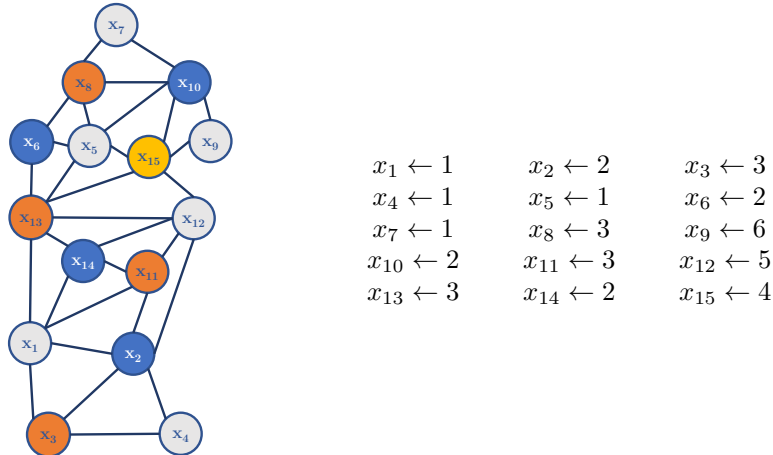 x₇
x₈
x₁₀
x₆
x₅
x₁₅
x₉
x₁₃
x₁₂
x₁₄
x₁₁
x₁
x₂
x₃
x₄
x₁ ← 1 x₂ ← 2 x₃ ← 3
x₄ ← 1 x₅ ← 1 x₆ ← 2
x₇ ← 1 x₈ ← 3 x₉ ← 6
x₁₀ ← 2 x₁₁ ← 3 x₁₂ ← 5
x₁₃ ← 3 x₁₄ ← 2 x₁₅ ← 4